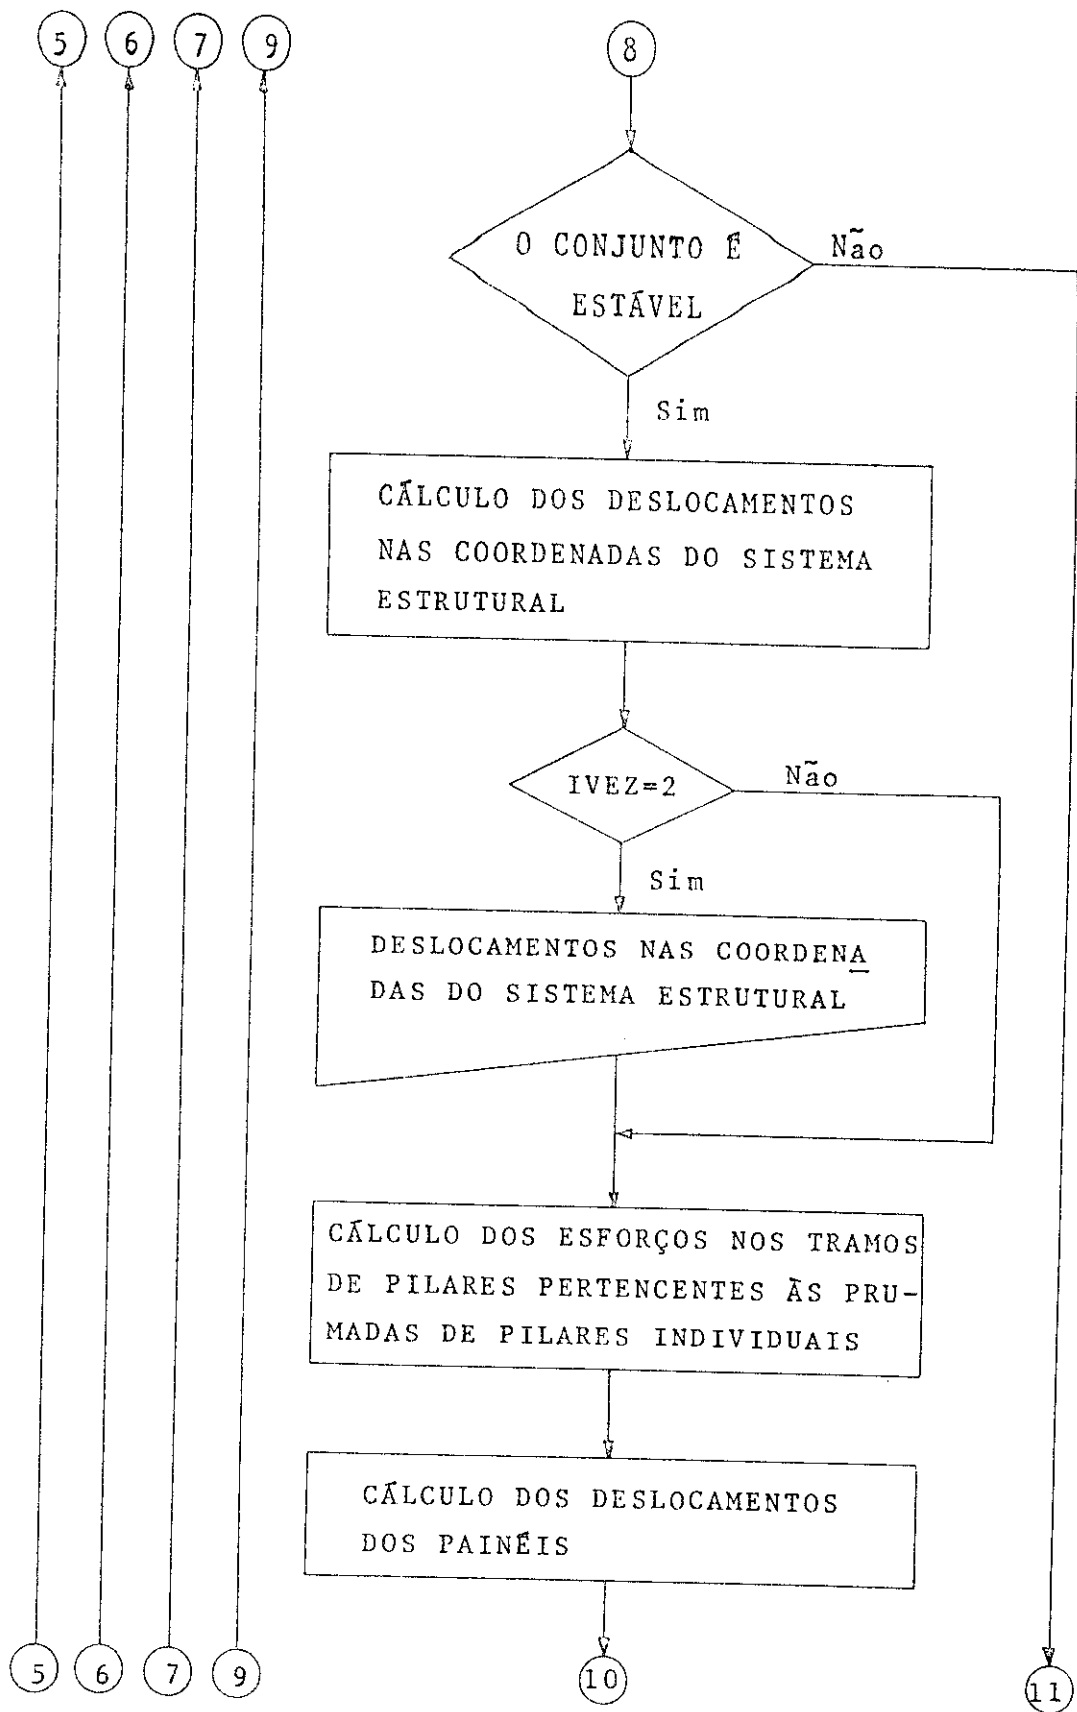 5 6 7 9 8
O CONJUNTO É
ESTÁVEL
Não
Sim
CÁLCULO DOS DESLOCAMENTOS
NAS COORDENADAS DO SISTEMA
ESTRUTURAL
IVEZ=2
Não
Sim
DESLOCAMENTOS NAS COORDENA
DAS DO SISTEMA ESTRUTURAL
CÁLCULO DOS ESFORÇOS NOS TRAMOS
DE PILARES PERTENCENTES ÀS PRU-
MADAS DE PILARES INDIVIDUAIS
CÁLCULO DOS DESLOCAMENTOS
DOS PAINÉIS
5 6 7 9 10 11